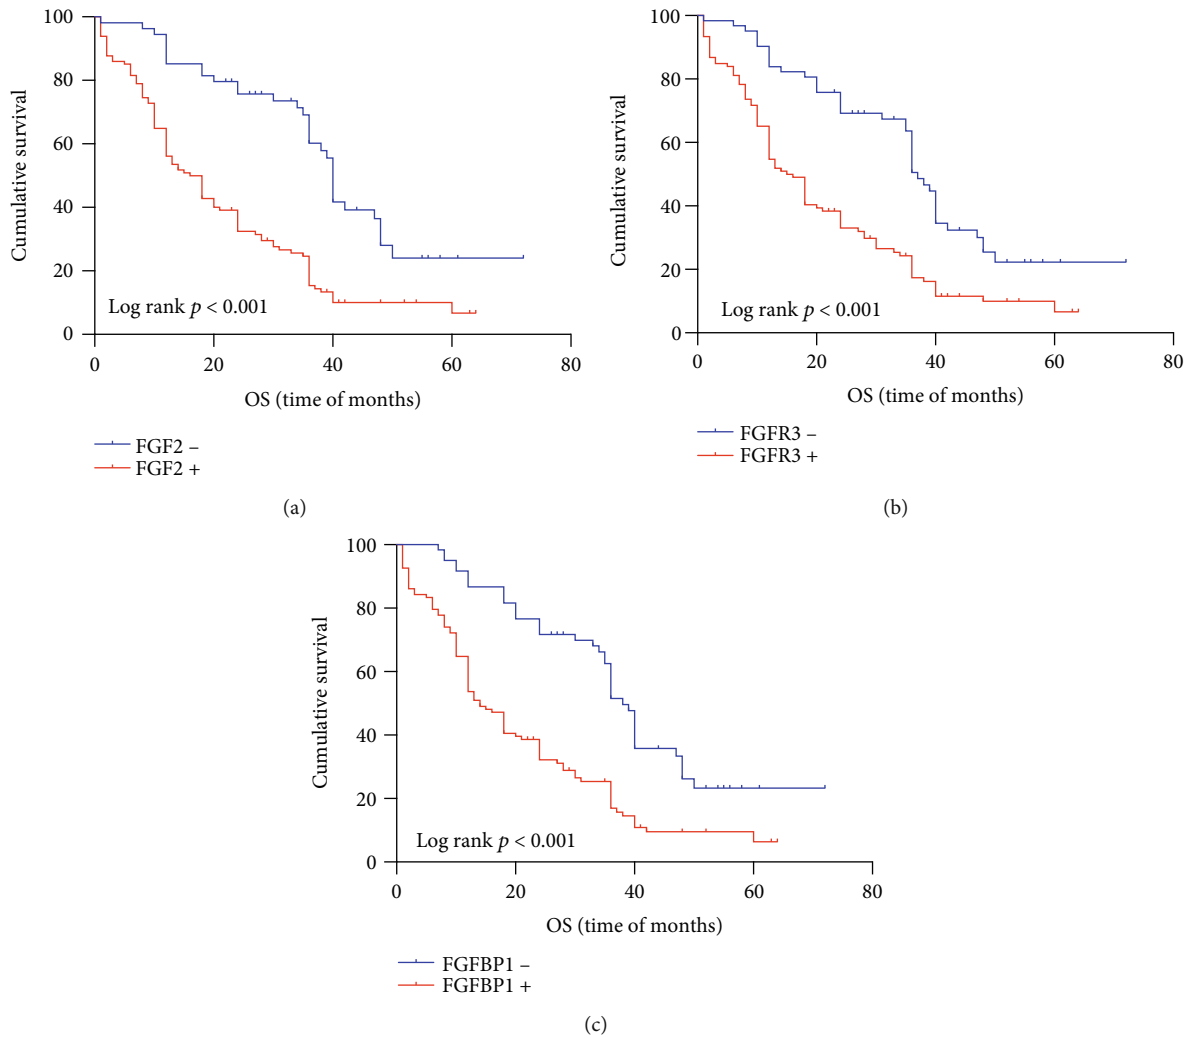 100
80
60
40
20
0
Cumulative survival
Log rank p < 0.001
0 20 40 60 80
OS (time of months)
FGF2 –
FGF2 +
(a)
100
80
60
40
20
0
Cumulative survival
Log rank p < 0.001
0 20 40 60 80
OS (time of months)
FGFR3 –
FGFR3 +
(b)
100
80
60
40
20
0
Cumulative survival
Log rank p < 0.001
0 20 40 60 80
OS (time of months)
FGFBP1 –
FGFBP1 +
(c)